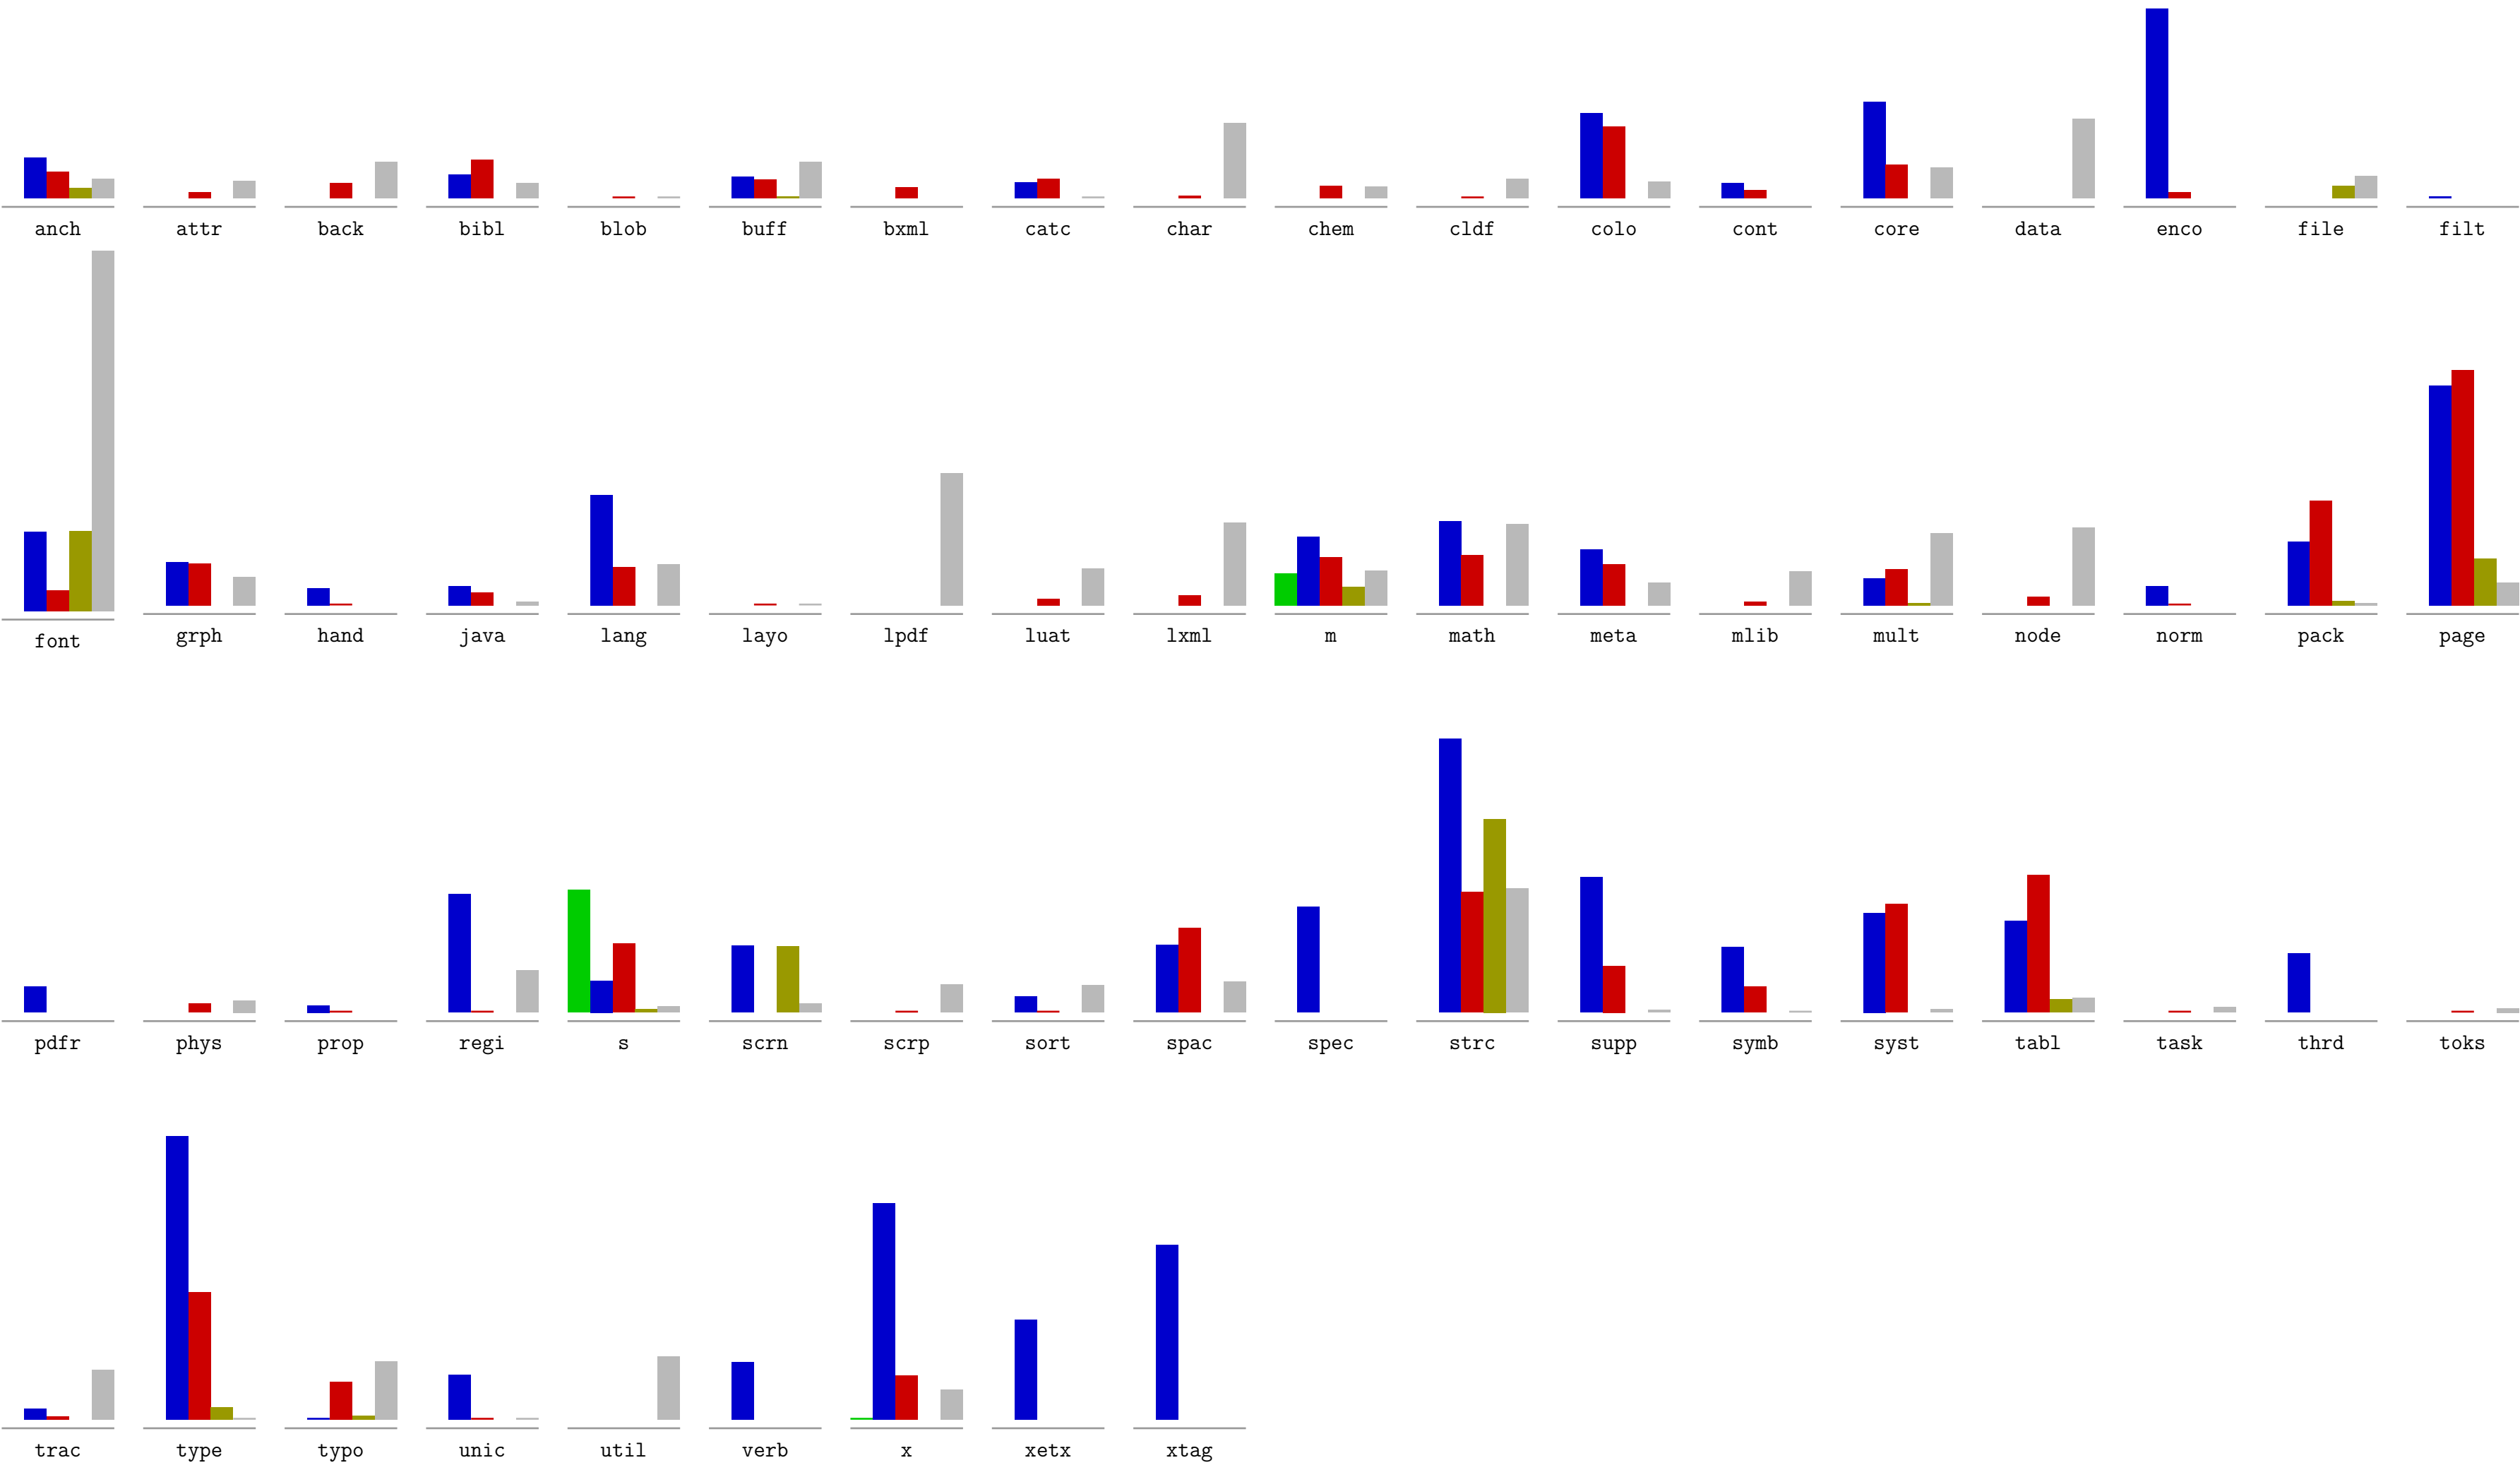 anch attr back bibl blob buff bxml catc char chem cldf colo cont core data enco file filt
font grph hand java lang layo lpdf luat lxml m math meta mlib mult node norm pack page
pdfr phys prop regi s scrn scrp sort spac spec strc supp symb syst tabl task thrd toks
trac type typo unic util verb x xetx xtag